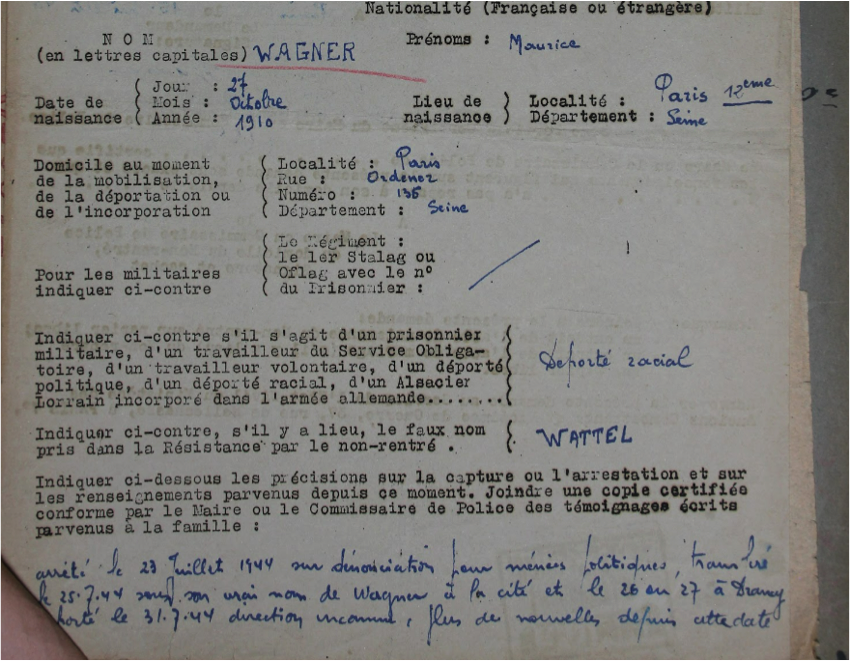 Nationalité (Française ou étrangère)
NOM
(en lettres capitales) WAGNER Prénoms : Maurice
Date de naissance ( Jour : 27
Mois : Octobre
Année : 1910
Lieu de naissance ) Localité : Paris 12eme
Département : Seine
Domicile au moment ( Localité : Paris
de la mobilisation, ( Rue : Ordener
de la déportation ou ( Numéro : 136
de l'incorporation ( Département : Seine
( Le Régiment :
( le 1er Stalag ou
Pour les militaires ( Oflag avec le n°
indiquer ci-contre ( du Prisonnier :
Indiquer ci-contre s'il s'agit d'un prisonnier
militaire, d'un travailleur du Service Obliga-
toire, d'un travailleur volontaire, d'un déporté
politique, d'un déporté racial, d'un Alsacien
Lorrain incorporé dans l'armée allemande........
Deporté racial
Indiquer ci-contre, s'il y a lieu, le faux nom
pris dans la Résistance par le non-rentré .
WATTEL
Indiquer ci-dessous les précisions sur la capture ou l'arrestation et sur
les renseignements parvenus depuis ce moment. Joindre une copie certifiée
conforme par le Maire ou le Commissaire de Police des témoignages écrits
parvenus à la famille :
arrêté le 23 Juillet 1944 sur dénonciation pour menées politiques, transféré
le 25.7.44 sous son vrai nom de Wagner à la cité et le 26 ou 27 à Drancy
porté le 31.7.44 direction inconnue, plus de nouvelles depuis cette date